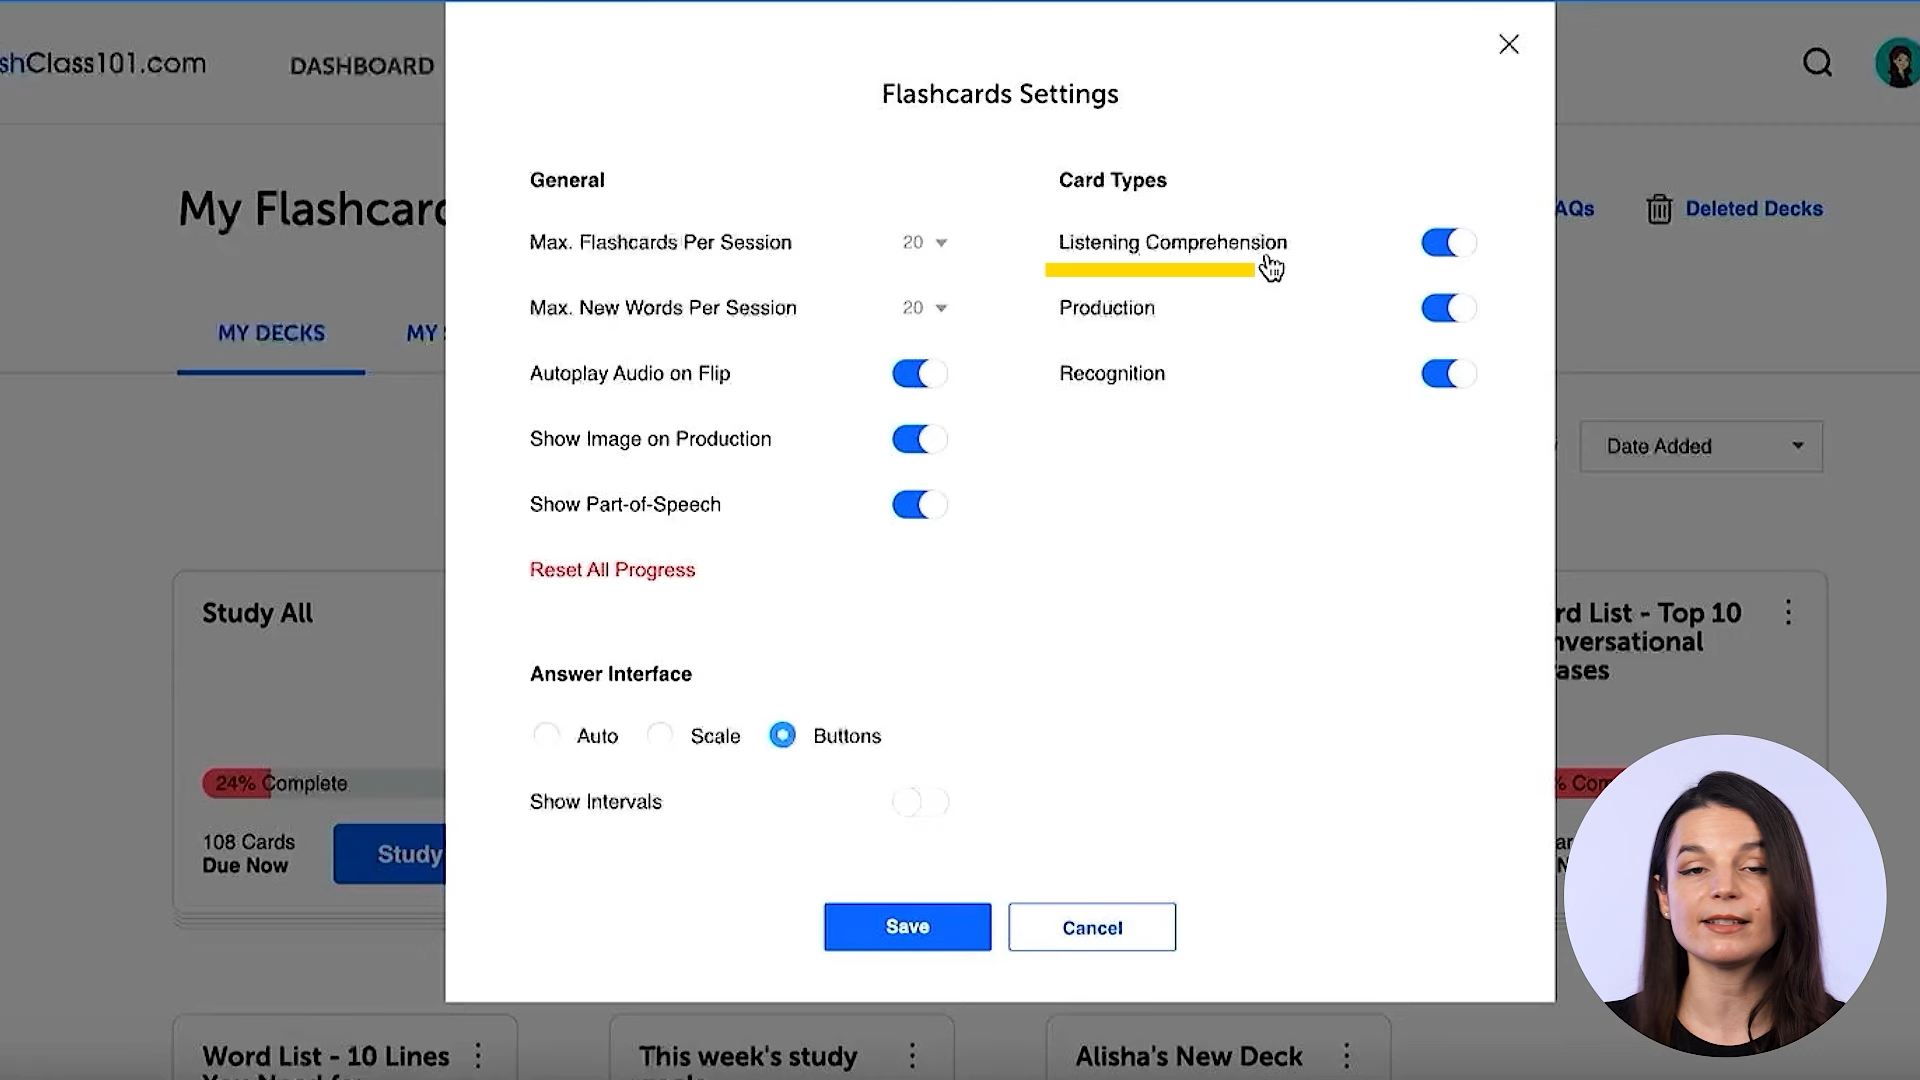 shClass101.com
DASHBOARD
Flashcards Settings
My Flashcard
AQs
Deleted Decks
General
Card Types
Max. Flashcards Per Session
20
Listening Comprehension
Max. New Words Per Session
20
Production
MY DECKS
MY
Autoplay Audio on Flip
Recognition
Show Image on Production
Date Added
Show Part-of-Speech
Reset All Progress
Study All
rd List - Top 10
nversational
ases
Answer Interface
Auto
Scale
Buttons
24% Complete
% Com
Show Intervals
108 Cards
Due Now
Study
Save
Cancel
Word List - 10 Lines
This week's study
Alisha's New Deck